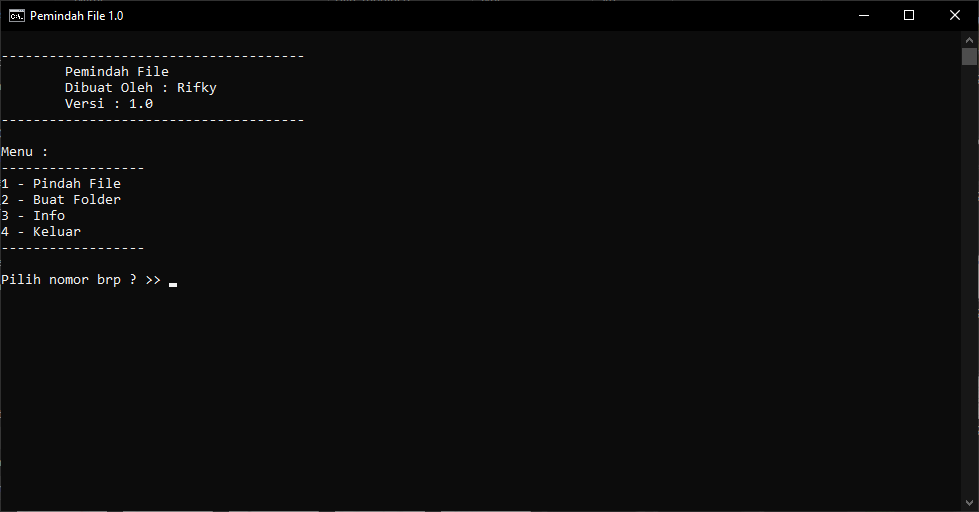 Pemindah File 1.0
--------------------------------------
Pemindah File
Dibuat Oleh : Rifky
Versi : 1.0
--------------------------------------
Menu :
------------------
1 - Pindah File
2 - Buat Folder
3 - Info
4 - Keluar
------------------
Pilih nomor brp ? >>